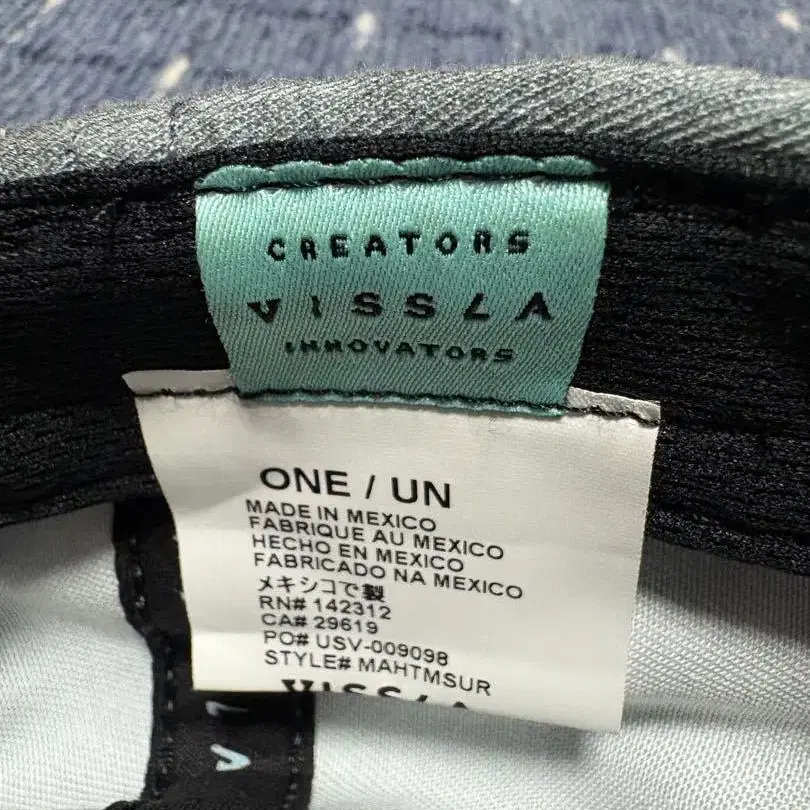 CREATORS
VISSLA
INNOVATORS
ONE / UN
MADE IN MEXICO
FABRIQUE AU MEXICO
HECHO EN MEXICO
FABRICADO NA MEXICO
メキシコで製
RN# 142312
CA# 29619
PO# USV-009098
STYLE# MAHTMSUR
VISSLA